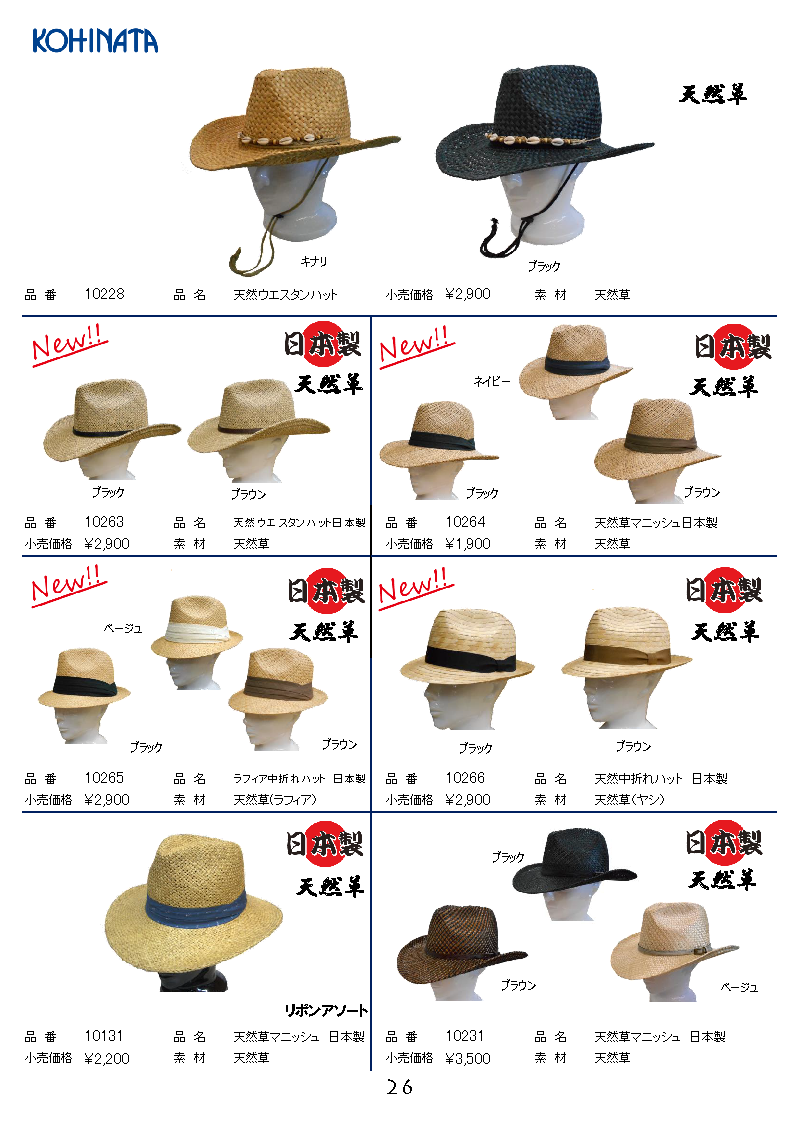 KOHINATA
天然草
キナリ
ブラック
品番 10228 品名 天然ウエスタンハット 小売価格 ¥2,900 素材 天然草
New!!
日本製
天然草
ブラック
ブラウン
品番 10263 品名 天然ウエスタンハット日本製
小売価格 ¥2,900 素材 天然草
New!!
日本製
天然草
ネイビー
ブラック
ブラウン
品番 10264 品名 天然草マニッシュ日本製
小売価格 ¥1,900 素材 天然草
New!!
日本製
天然草
ベージュ
ブラック
ブラウン
品番 10265 品名 ラフィア中折れハット 日本製
小売価格 ¥2,900 素材 天然草(ラフィア)
New!!
日本製
天然草
ブラック
ブラウン
品番 10266 品名 天然中折れハット 日本製
小売価格 ¥2,900 素材 天然草(ヤシ)
日本製
天然草
リボンアソート
品番 10131 品名 天然草マニッシュ 日本製
小売価格 ¥2,200 素材 天然草
日本製
天然草
ブラック
ブラウン
ベージュ
品番 10231 品名 天然草マニッシュ 日本製
小売価格 ¥3,500 素材 天然草
26